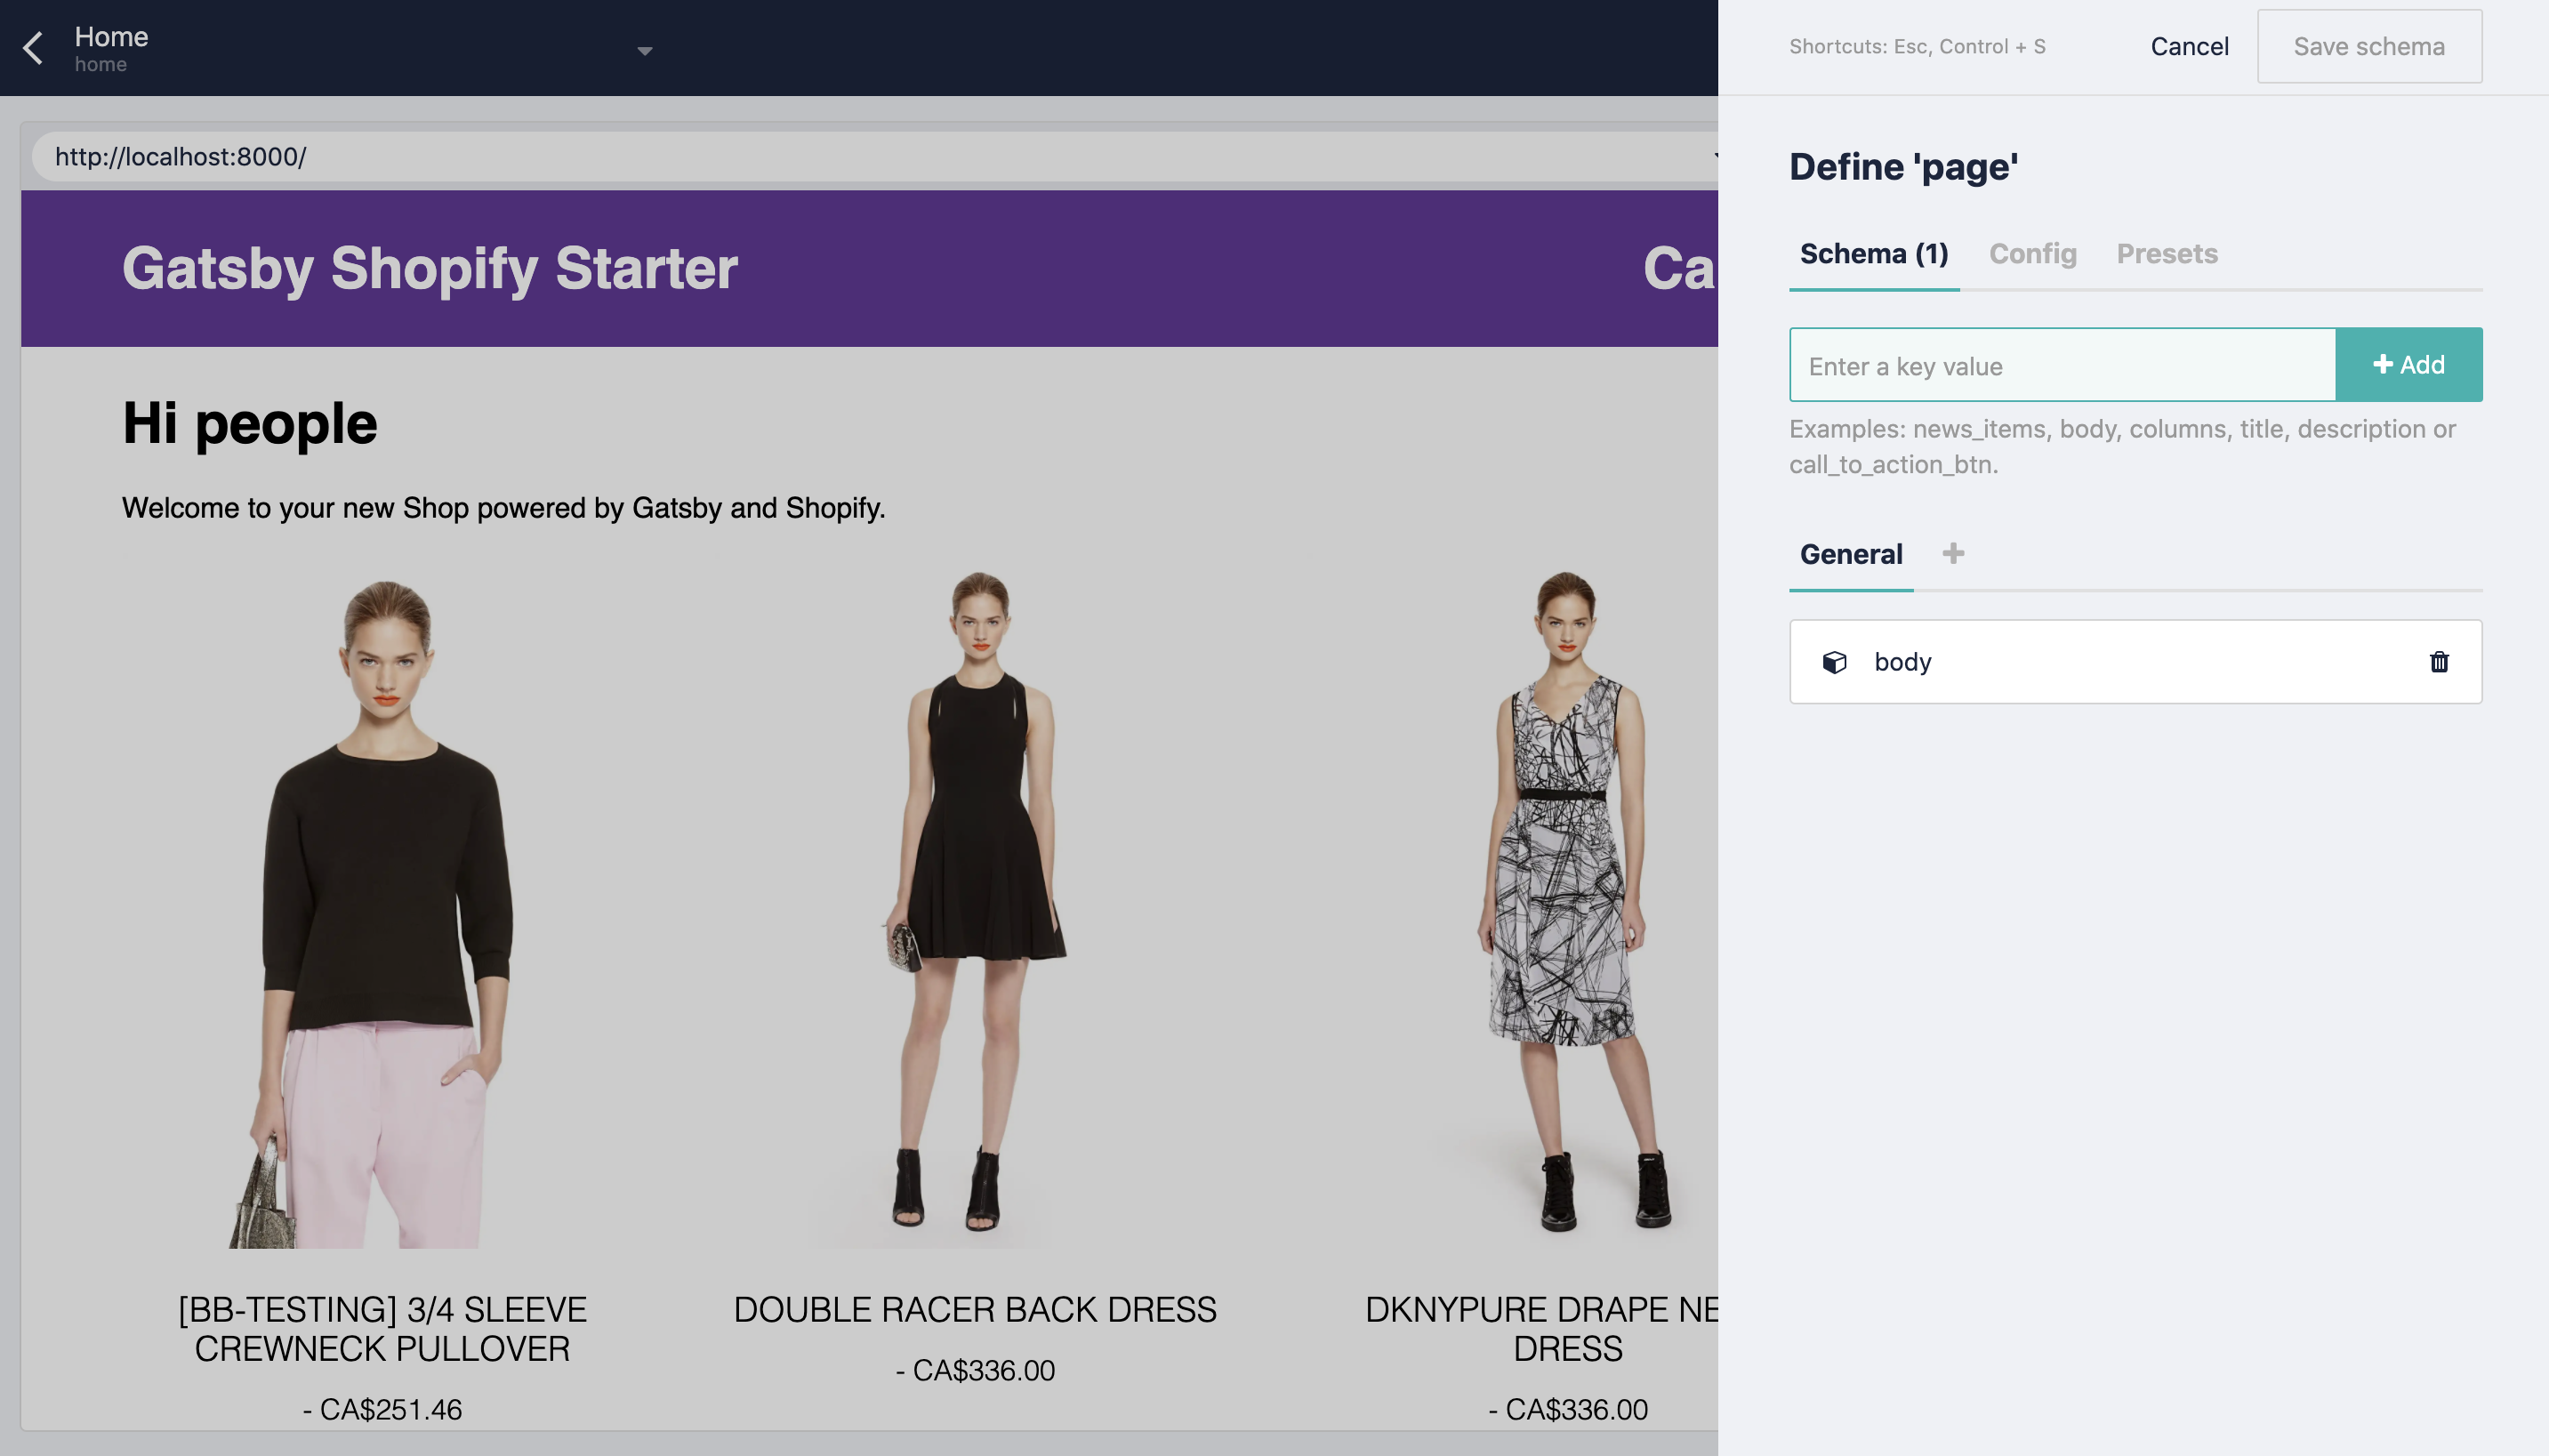 Home
home
Shortcuts: Esc, Control + S
Cancel
Save schema
http://localhost:8000/
Gatsby Shopify Starter
Ca
Hi people
Welcome to your new Shop powered by Gatsby and Shopify.
[BB-TESTING] 3/4 SLEEVE
CREWNECK PULLOVER
- CA$251.46
DOUBLE RACER BACK DRESS
- CA$336.00
DKNYPURE DRAPE NE
DRESS
- CA$336.00
Define 'page'
Schema (1)
Config
Presets
Enter a key value
Add
Examples: news_items, body, columns, title, description or
call_to_action_btn.
General
body